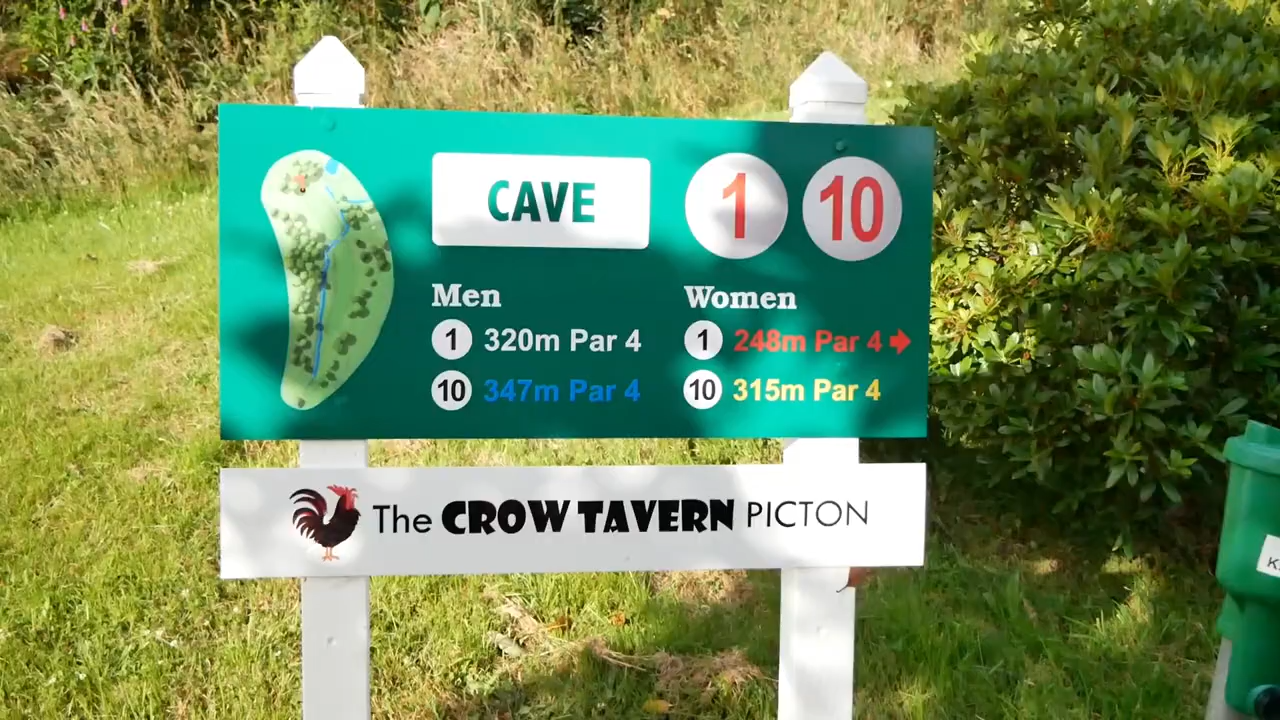 CAVE 1 10
Men Women
1 320m Par 4 1 248m Par 4
10 347m Par 4 10 315m Par 4
The CROW TAVERN PICTON
K